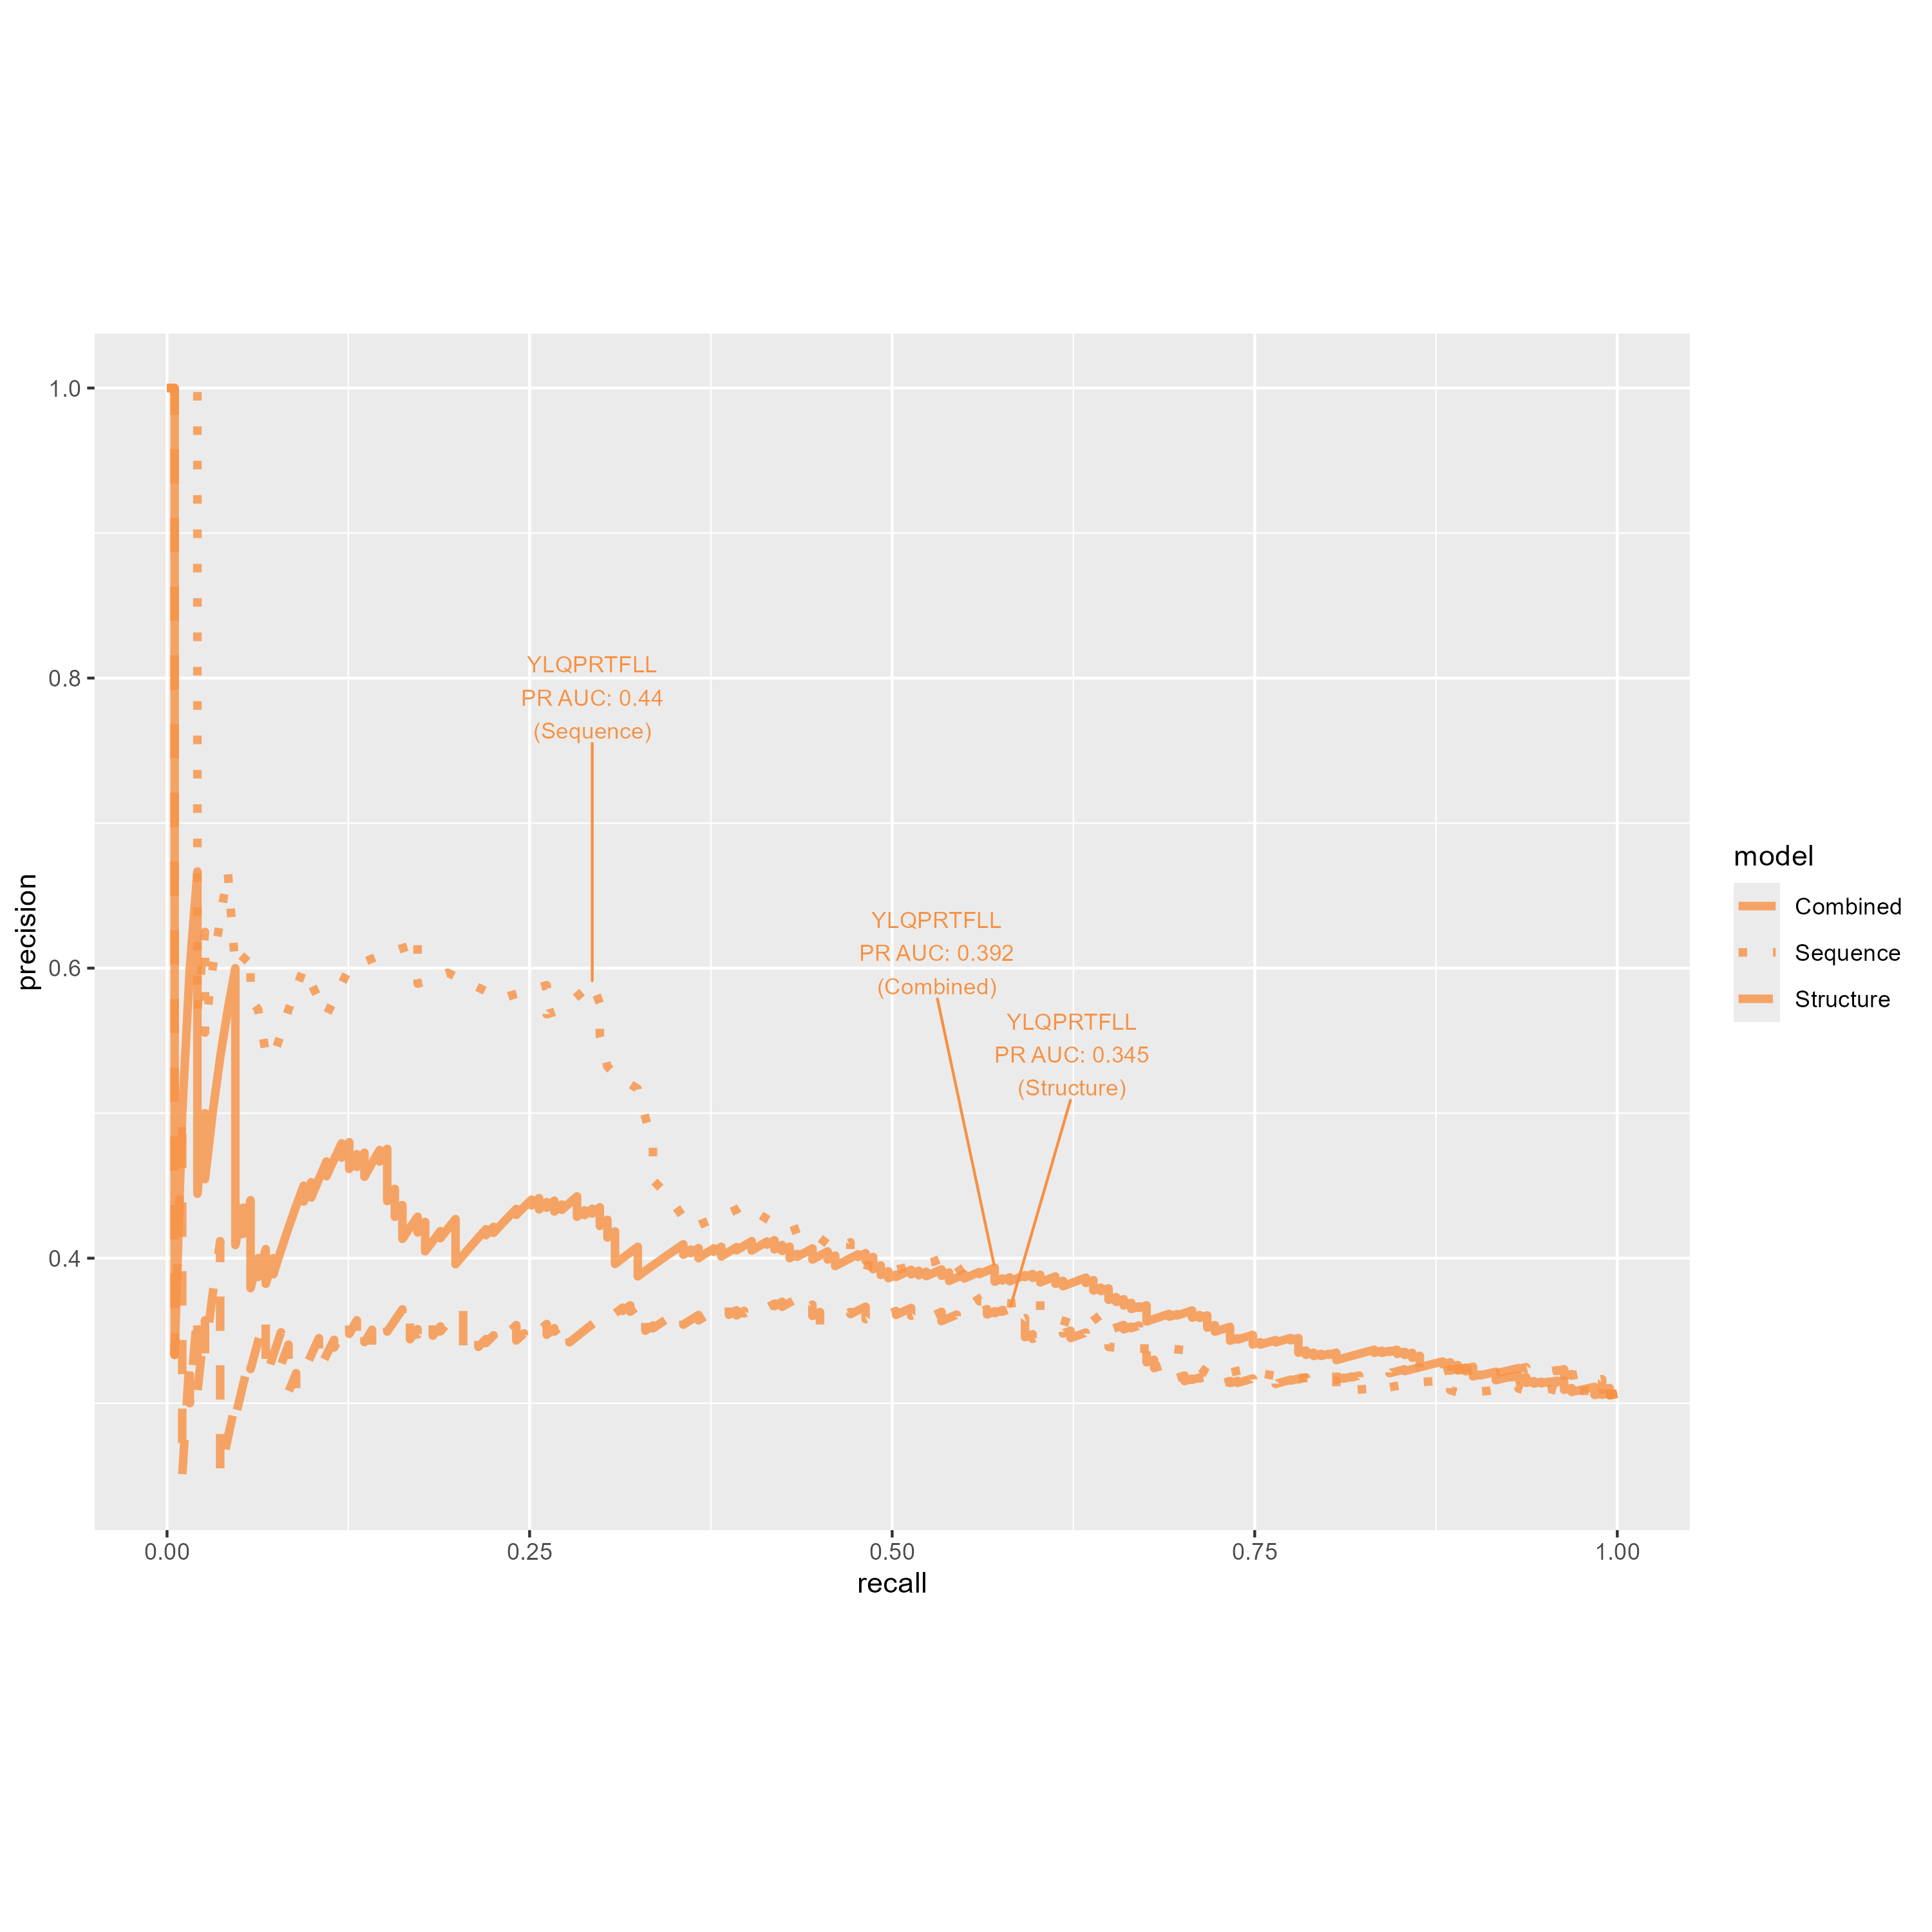 1.0
0.8
0.6
0.4
precision
0.00
0.25
0.50
0.75
1.00
recall
YLQPRTFLL
PR AUC: 0.44
(Sequence)
YLQPRTFLL
PR AUC: 0.392
(Combined)
YLQPRTFLL
PR AUC: 0.345
(Structure)
model
Combined
Sequence
Structure